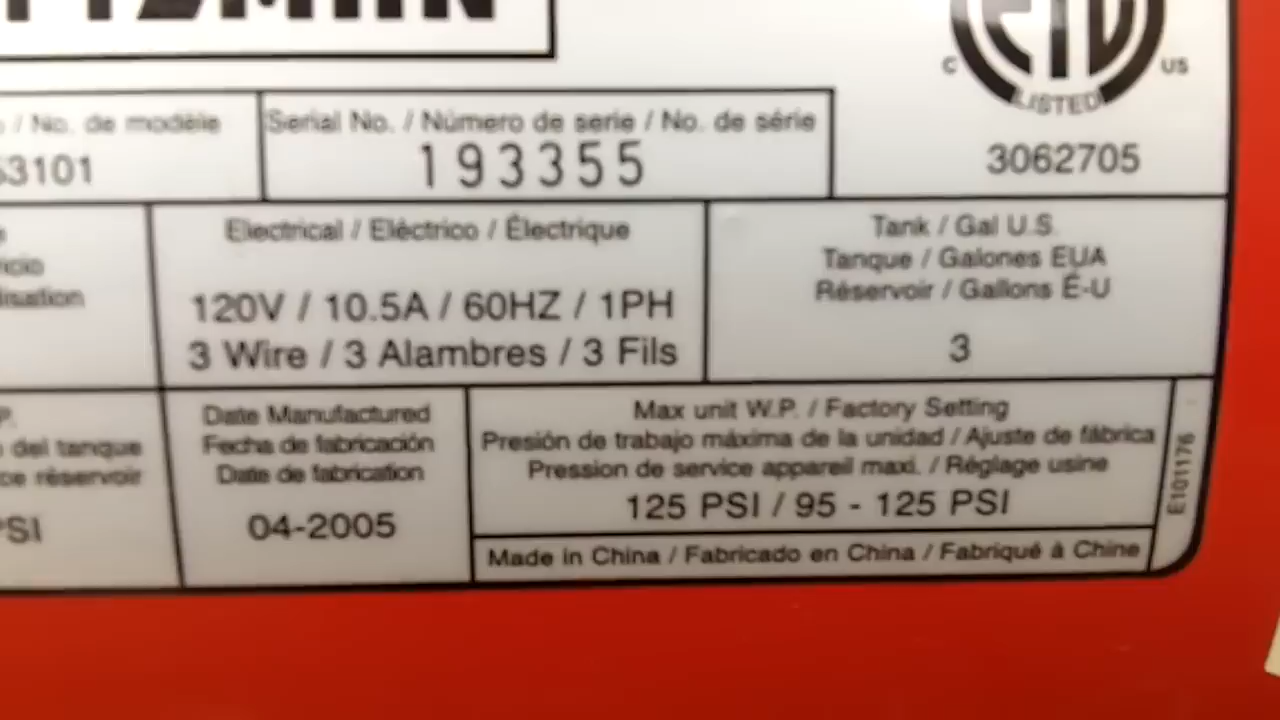 ETL
C US
LISTED
3062705
/ No. de modèle
53101
Serial No. / Número de serie / No. de série
193355
Electrical / Eléctrico / Électrique
120V / 10.5A / 60HZ / 1PH
3 Wire / 3 Alambres / 3 Fils
Tank / Gal U.S.
Tanque / Galones EUA
Réservoir / Gallons É-U
3
P.
del tanque
réservoir
PSI
Date Manufactured
Fecha de fabricación
Date de fabrication
04-2005
Max unit W.P. / Factory Setting
Presión de trabajo máxima de la unidad / Ajuste de fábrica
Pression de service appareil maxi. / Réglage usine
125 PSI / 95 - 125 PSI
Made in China / Fabricado en China / Fabriqué à Chine
E101176